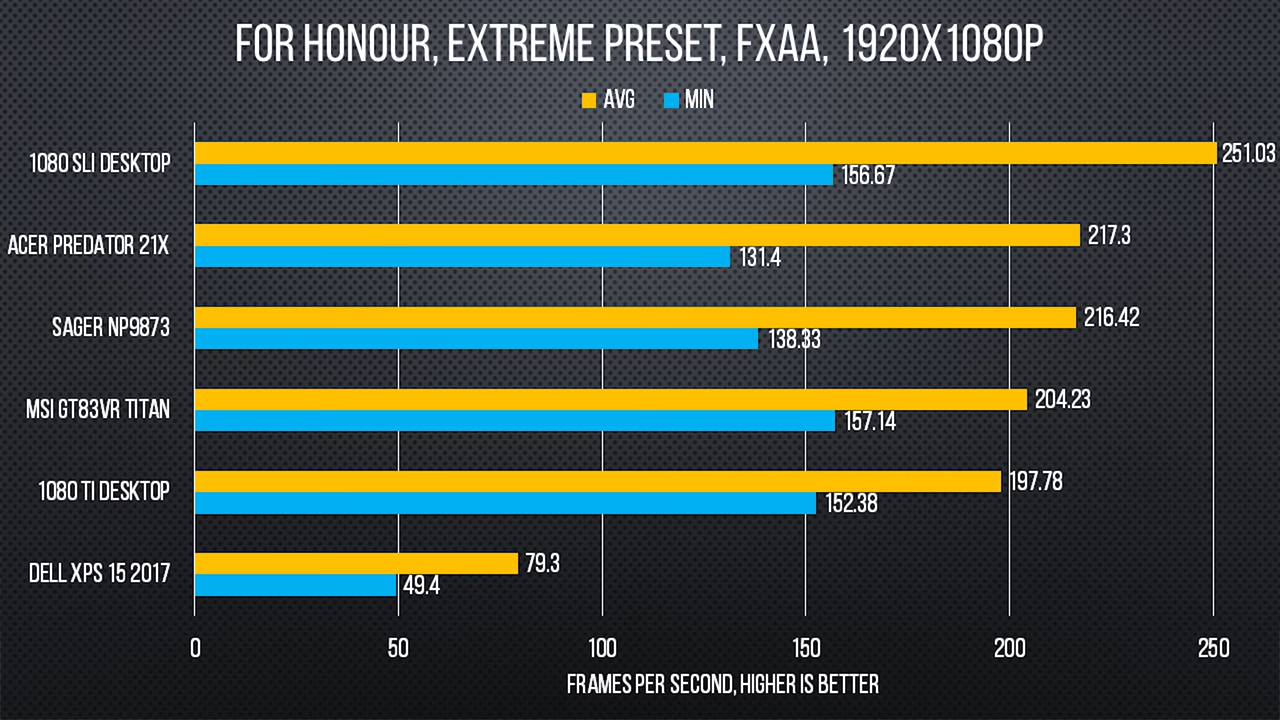 FOR HONOUR, EXTREME PRESET, FXAA, 1920X1080P
AVG MIN
1080 SLI DESKTOP 251.03
156.67
ACER PREDATOR 21X 217.3
131.4
SAGER NP9873 216.42
138.33
MSI GT83VR TITAN 204.23
157.14
1080 TI DESKTOP 197.78
152.38
DELL XPS 15 2017 79.3
49.4
0 50 100 150 200 250
FRAMES PER SECOND, HIGHER IS BETTER